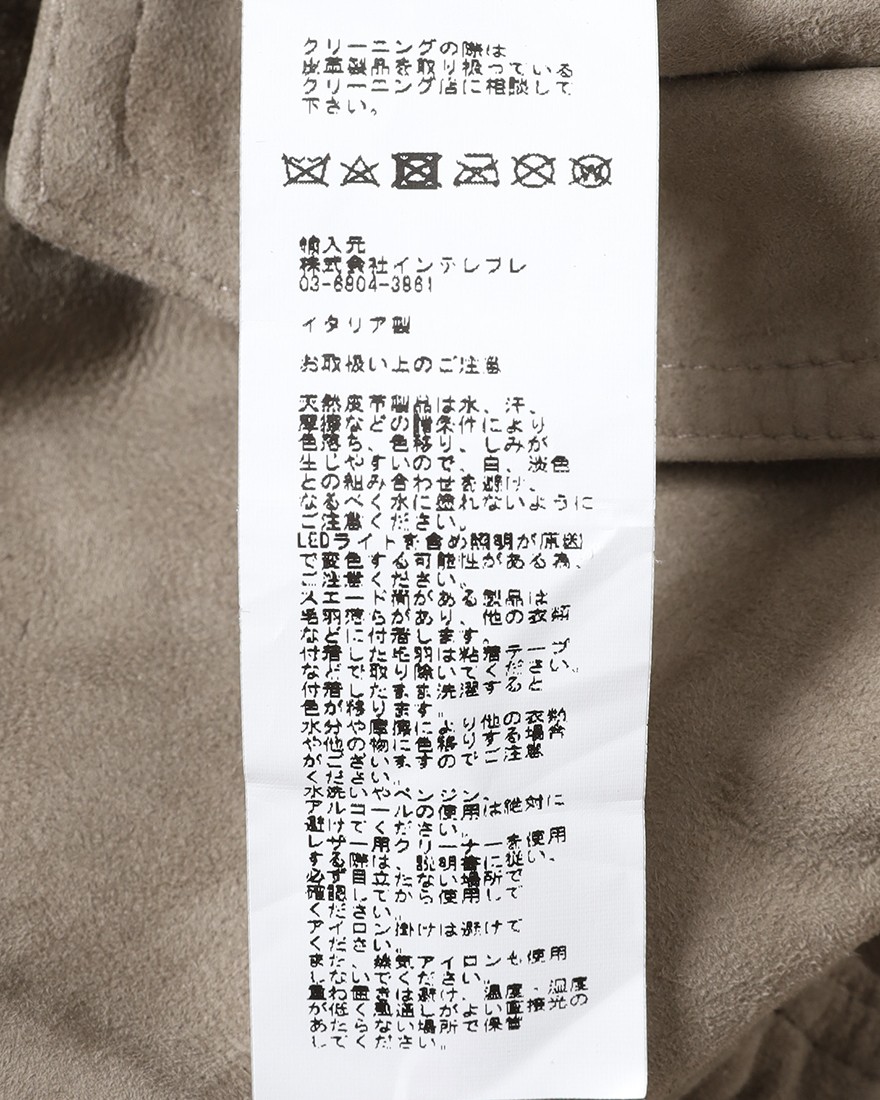 クリーニングの際は
皮革製品を取り扱っている
クリーニング店に相談して
下さい。
輸入元
株式会社インテレプレ
03-6804-3861
イタリア製
お取扱い上のご注意
天然皮革製品は水、汗、
摩擦などの諸条件により
色落ち、色移り、しみが
生じやすいので、白、淡色
との組み合わせを避け、
なるべく水に塗れないように
ご注意ください。
LEDライトを含め照明が原
で変色する可能性がある為、
ご注意ください。
スエード面がある製品は
毛羽落ちがあり、他の衣類
などに付着します。
付着した毛羽は粘着テープ
などで取り除いてください。
付着したまま洗濯すると
色が移ります。
水分や摩擦により他の衣類
や他の物に色移りする場合
がございますのでご注意
ください。
水洗いやベンジン、
アルコールの使用は絶対に
避けてください。
レザー用クリーナーを使用
する際は、説明書に従い、
必ず目立たない場所で
確認してから使用して
ください。
アイロン掛けは避けて
ください。
また、蒸気アイロンも使用
しないでください。
重ね置きは避け、温度・湿度
が低く風通しがよい直接光の
あたらない場所で保管
してください。